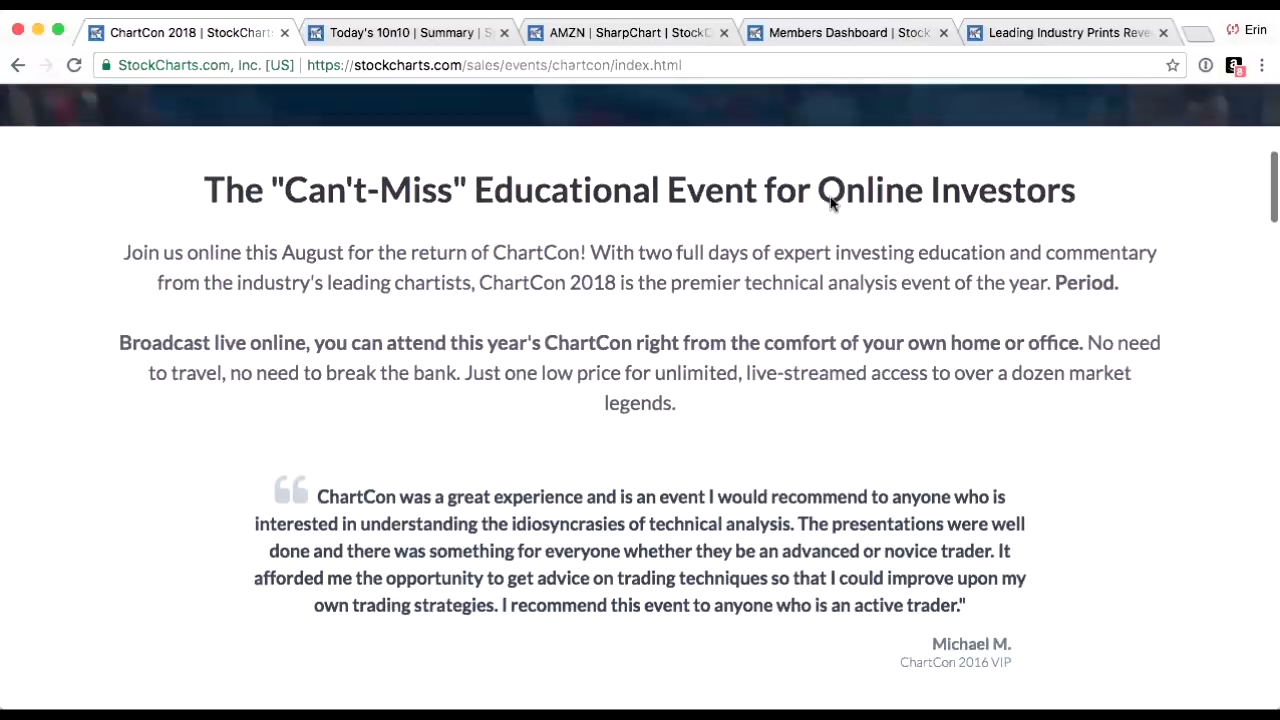 ChartCon 2018 | StockChart
Today's 10n10 | Summary |
AMZN | SharpChart | StockC
Members Dashboard | Stock
Leading Industry Prints Reve
Erin
StockCharts.com, Inc. [US] | https://stockcharts.com/sales/events/chartcon/index.html
8
The "Can't-Miss" Educational Event for Online Investors
Join us online this August for the return of ChartCon! With two full days of expert investing education and commentary
from the industry's leading chartists, ChartCon 2018 is the premier technical analysis event of the year. Period.
Broadcast live online, you can attend this year's ChartCon right from the comfort of your own home or office. No need
to travel, no need to break the bank. Just one low price for unlimited, live-streamed access to over a dozen market
legends.
ChartCon was a great experience and is an event I would recommend to anyone who is
interested in understanding the idiosyncrasies of technical analysis. The presentations were well
done and there was something for everyone whether they be an advanced or novice trader. It
afforded me the opportunity to get advice on trading techniques so that I could improve upon my
own trading strategies. I recommend this event to anyone who is an active trader."
Michael M.
ChartCon 2016 VIP